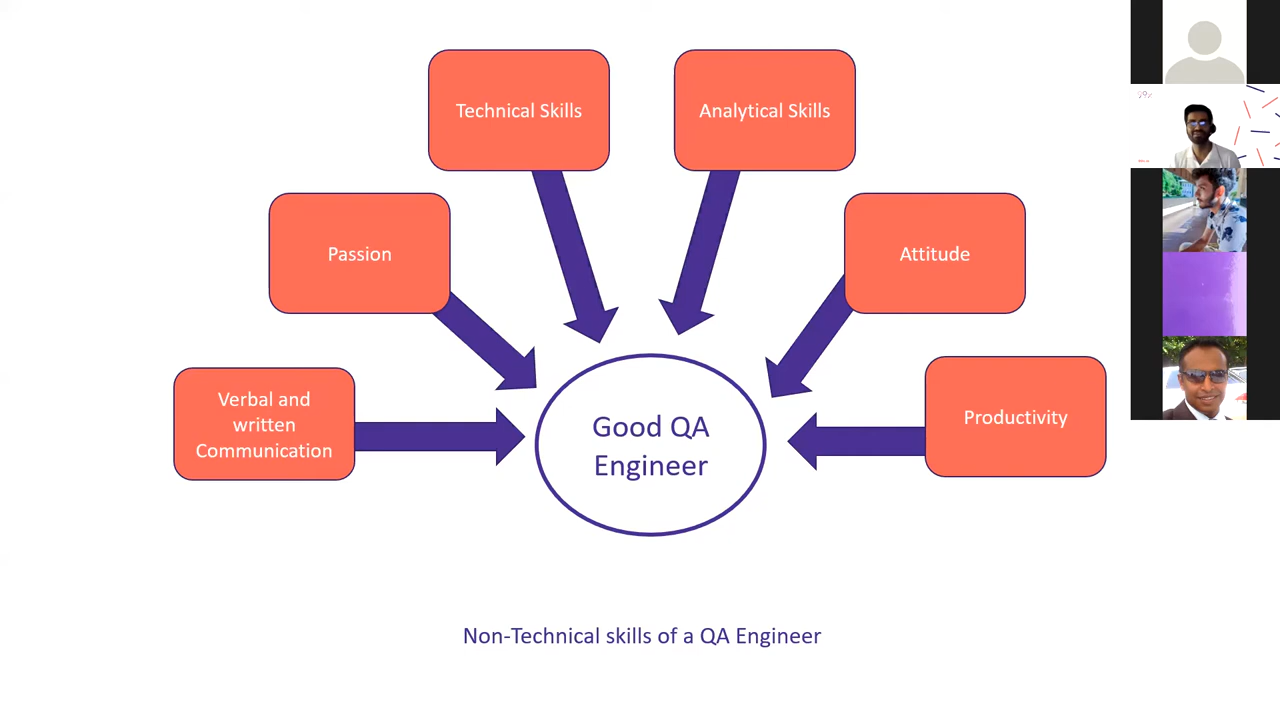 Technical Skills
Analytical Skills
Passion
Attitude
Verbal and
written
Communication
Productivity
Good QA
Engineer
Non-Technical skills of a QA Engineer